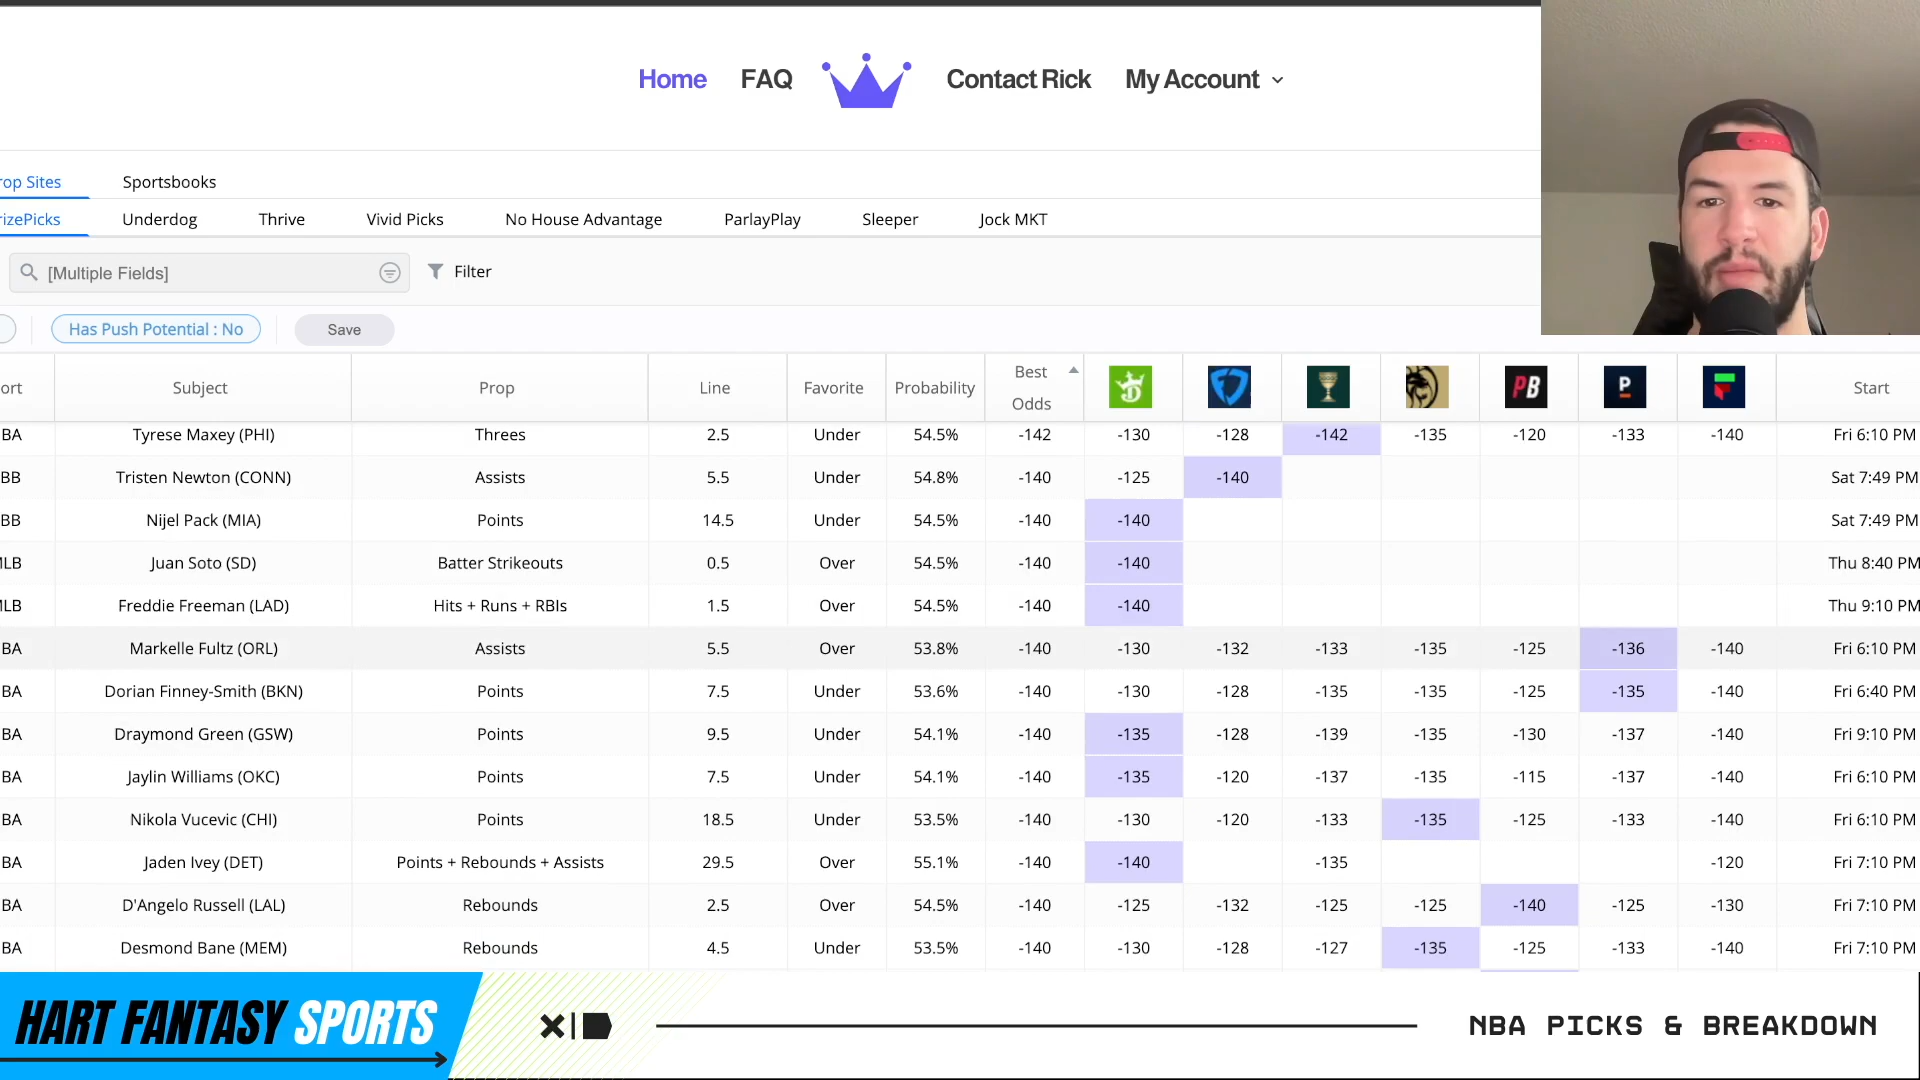 Home FAQ Contact Rick My Account
rop Sites Sportsbooks
rizePicks Underdog Thrive Vivid Picks No House Advantage ParlayPlay Sleeper Jock MKT
[Multiple Fields] Filter
Has Push Potential : No Save
ort Subject Prop Line Favorite Probability Best Odds PB P Start
BA Tyrese Maxey (PHI) Threes 2.5 Under 54.5% -142 -130 -128 -142 -135 -120 -133 -140 Fri 6:10 PM
BB Tristen Newton (CONN) Assists 5.5 Under 54.8% -140 -125 -140 Sat 7:49 PM
BB Nijel Pack (MIA) Points 14.5 Under 54.5% -140 -140 Sat 7:49 PM
MLB Juan Soto (SD) Batter Strikeouts 0.5 Over 54.5% -140 -140 Thu 8:40 PM
MLB Freddie Freeman (LAD) Hits + Runs + RBIs 1.5 Over 54.5% -140 -140 Thu 9:10 PM
BA Markelle Fultz (ORL) Assists 5.5 Over 53.8% -140 -130 -132 -133 -135 -125 -136 -140 Fri 6:10 PM
BA Dorian Finney-Smith (BKN) Points 7.5 Under 53.6% -140 -130 -128 -135 -135 -125 -135 -140 Fri 6:40 PM
BA Draymond Green (GSW) Points 9.5 Under 54.1% -140 -135 -128 -139 -135 -130 -137 -140 Fri 9:10 PM
BA Jaylin Williams (OKC) Points 7.5 Under 54.1% -140 -135 -120 -137 -135 -115 -137 -140 Fri 6:10 PM
BA Nikola Vucevic (CHI) Points 18.5 Under 53.5% -140 -130 -120 -133 -135 -125 -133 -140 Fri 6:10 PM
BA Jaden Ivey (DET) Points + Rebounds + Assists 29.5 Over 55.1% -140 -140 -135 -120 Fri 7:10 PM
BA D'Angelo Russell (LAL) Rebounds 2.5 Over 54.5% -140 -125 -132 -125 -125 -140 -125 -130 Fri 7:10 PM
BA Desmond Bane (MEM) Rebounds 4.5 Under 53.5% -140 -130 -128 -127 -135 -125 -133 -140 Fri 7:10 PM
HART FANTASY SPORTS NBA PICKS & BREAKDOWN